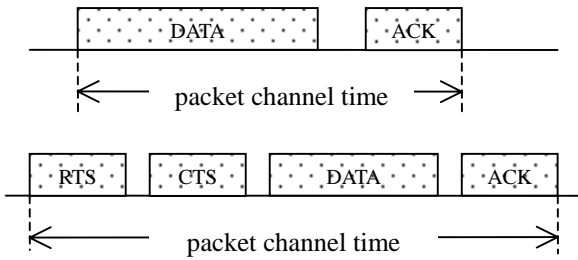 DATA ACK
packet channel time
RTS CTS DATA ACK
packet channel time